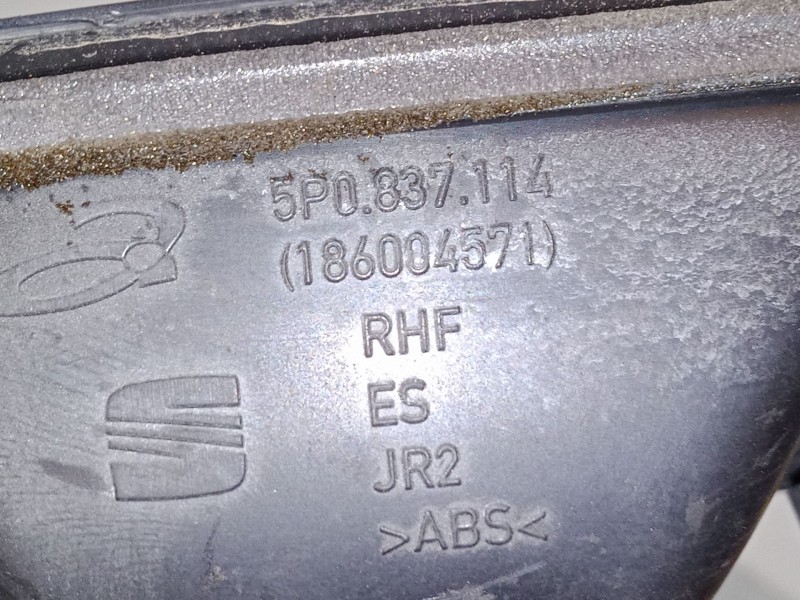 5P0.837.114
(186004571)
RHF
ES
JR2
>ABS<